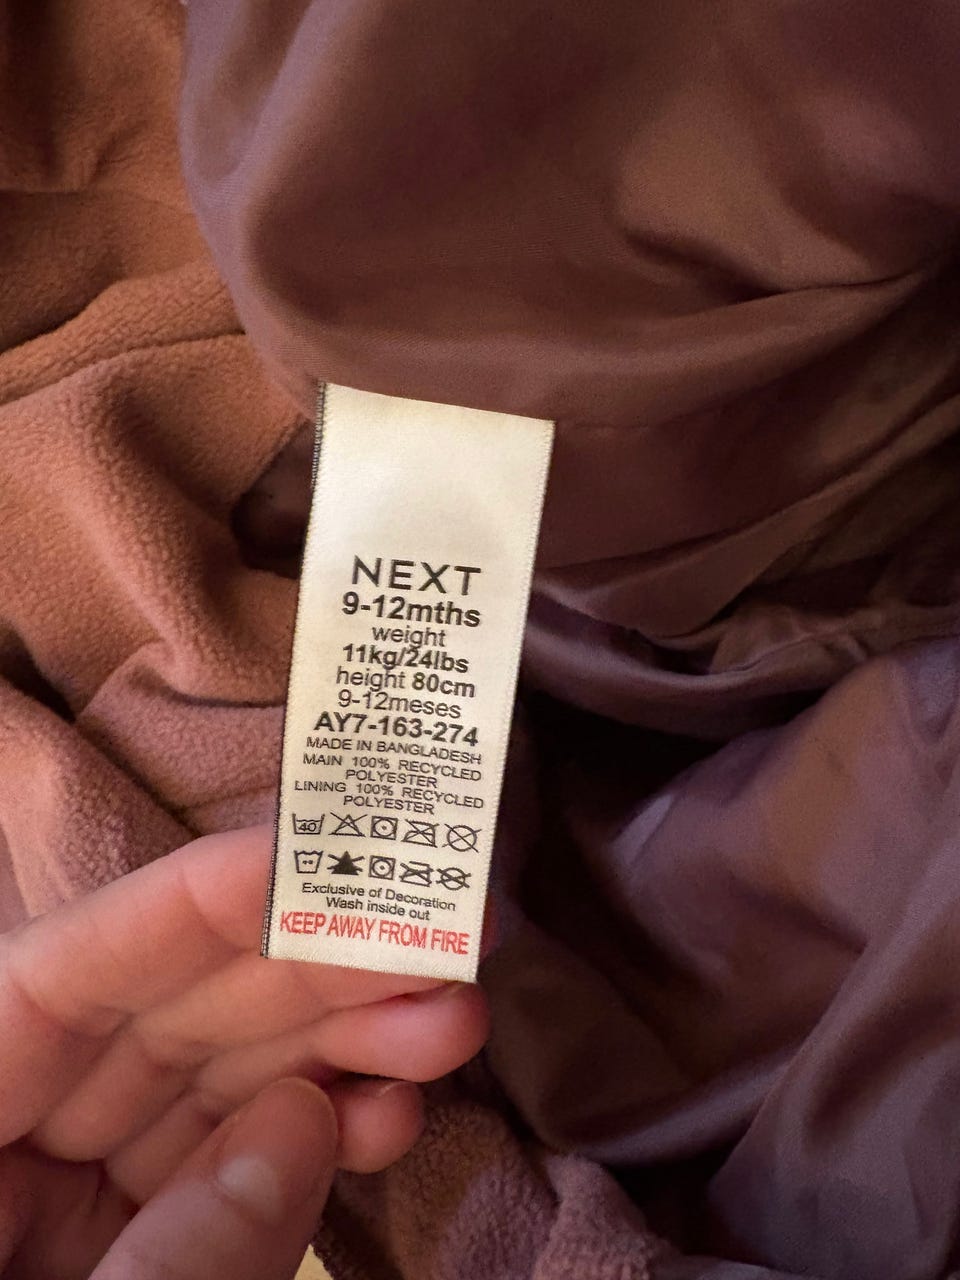 NEXT
9-12mths
weight
11kg/24lbs
height 80cm
9-12meses
AY7-163-274
MADE IN BANGLADESH
MAIN 100% RECYCLED
POLYESTER
LINING 100% RECYCLED
POLYESTER
40
Exclusive of Decoration
Wash inside out
KEEP AWAY FROM FIRE